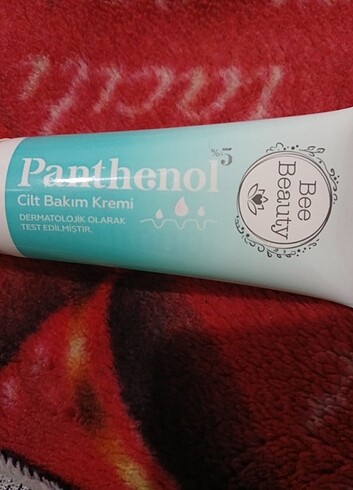 Panthenol
%5
Cilt Bakım Kremi
DERMATOLOJİK OLARAK
TEST EDİLMİŞTİR.
Bee
Beauty